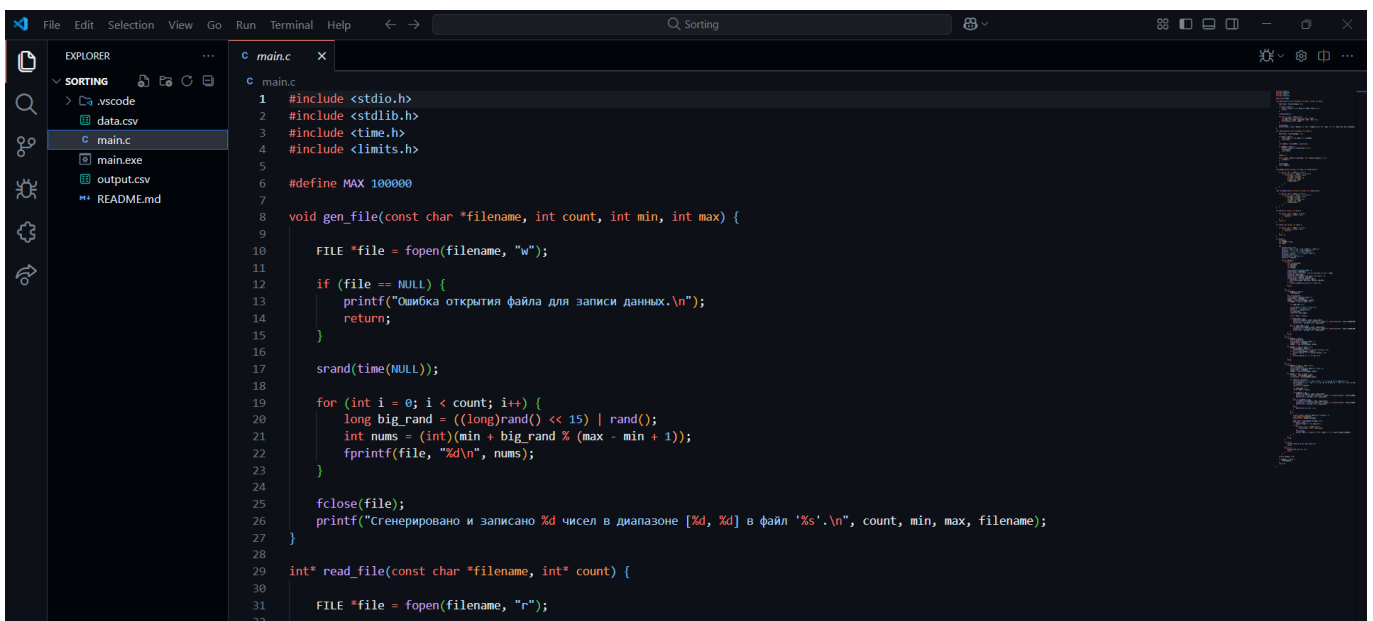 File Edit Selection View Go Run Terminal Help
Sorting
EXPLORER
SORTING
.vscode
data.csv
C main.c
main.exe
output.csv
README.md
C main.c
C main.c
1 #include <stdio.h>
2 #include <stdlib.h>
3 #include <time.h>
4 #include <limits.h>
5
6 #define MAX 100000
7
8 void gen_file(const char *filename, int count, int min, int max) {
9
10 FILE *file = fopen(filename, "w");
11
12 if (file == NULL) {
13 printf("Ошибка открытия файла для записи данных.\n");
14 return;
15 }
16
17 srand(time(NULL));
18
19 for (int i = 0; i < count; i++) {
20 long big_rand = ((long)rand() << 15) | rand();
21 int nums = (int)(min + big_rand % (max - min + 1));
22 fprintf(file, "%d\n", nums);
23 }
24
25 fclose(file);
26 printf("Сгенерировано и записано %d чисел в диапазоне [%d, %d] в файл '%s'.\n", count, min, max, filename);
27 }
28
29 int* read_file(const char *filename, int* count) {
30
31 FILE *file = fopen(filename, "r");